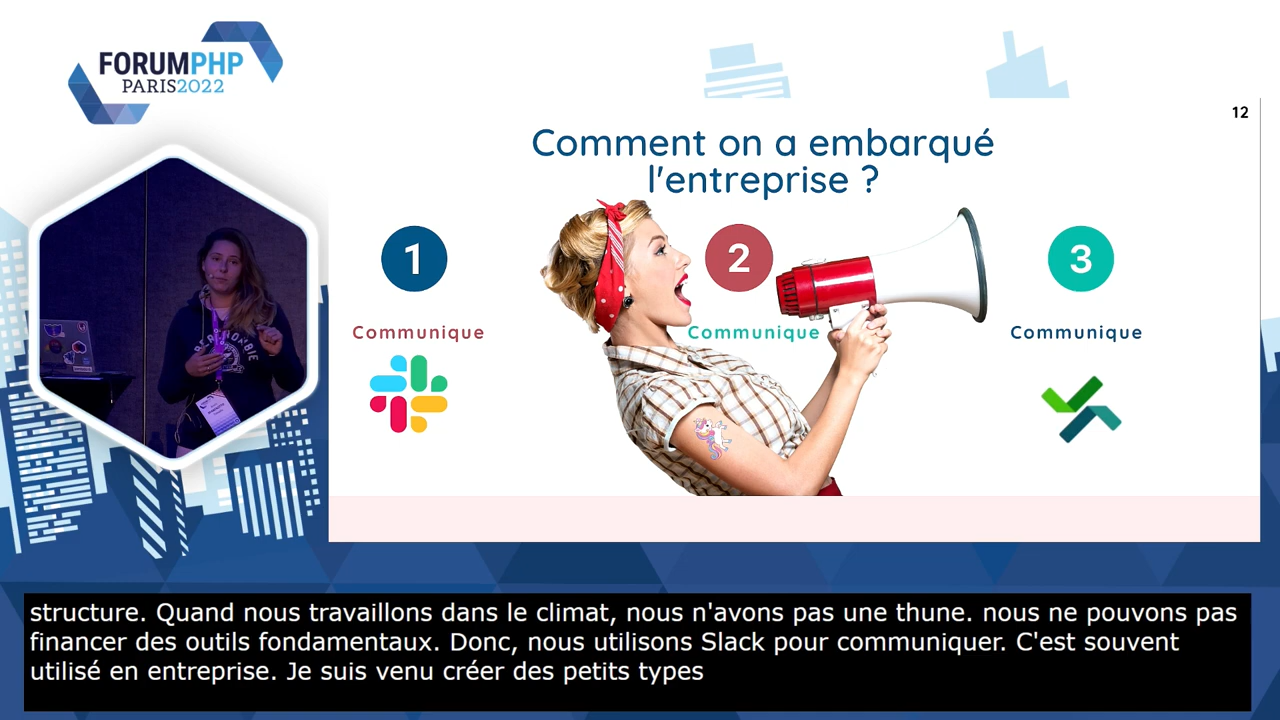 FORUMPHP
PARIS2022
12
Comment on a embarqué
l'entreprise ?
1
2
3
Communique
Communique
Communique
structure. Quand nous travaillons dans le climat, nous n'avons pas une thune. nous ne pouvons pas
financer des outils fondamentaux. Donc, nous utilisons Slack pour communiquer. C'est souvent
utilisé en entreprise. Je suis venu créer des petits types